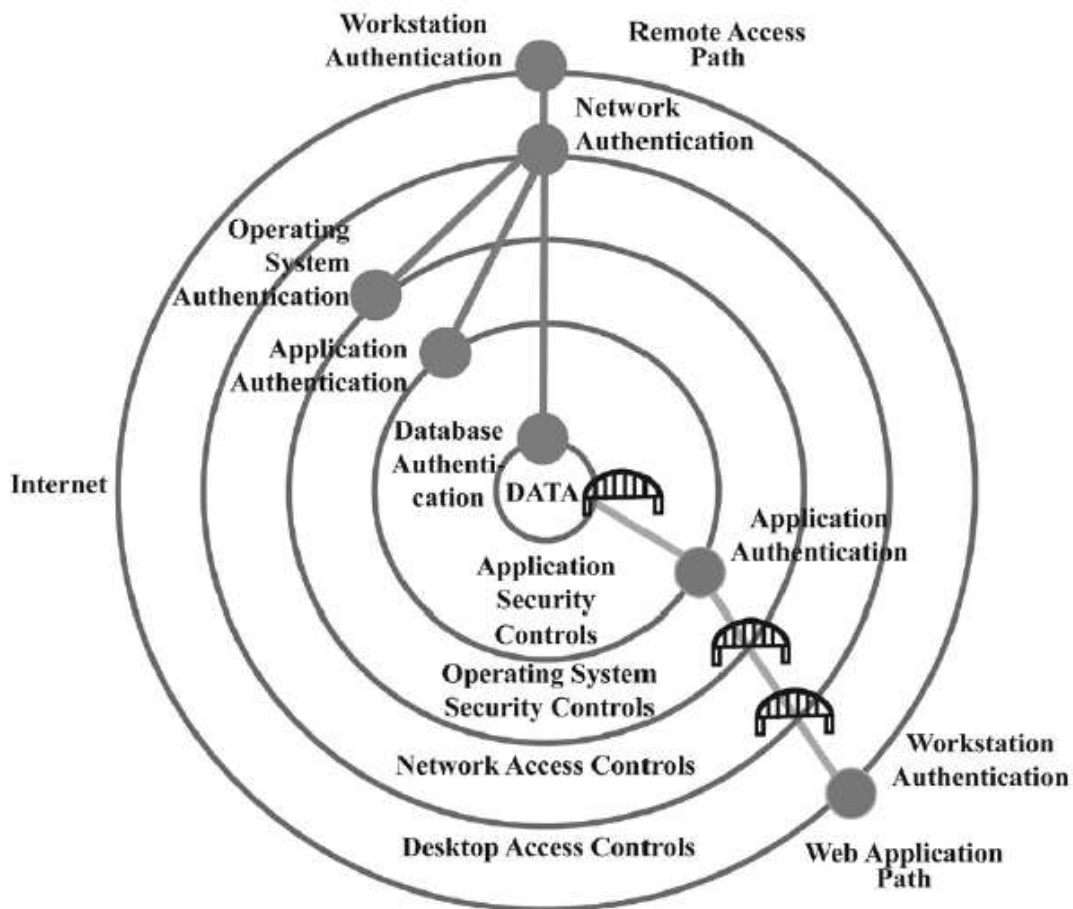 Workstation
Authentication
Remote Access
Path
Network
Authentication
Operating
System
Authentication
Application
Authentication
Database
Authenti-
cation
Internet
DATA
Application
Authentication
Application
Security
Controls
Operating System
Security Controls
Network Access Controls
Workstation
Authentication
Desktop Access Controls
Web Application
Path